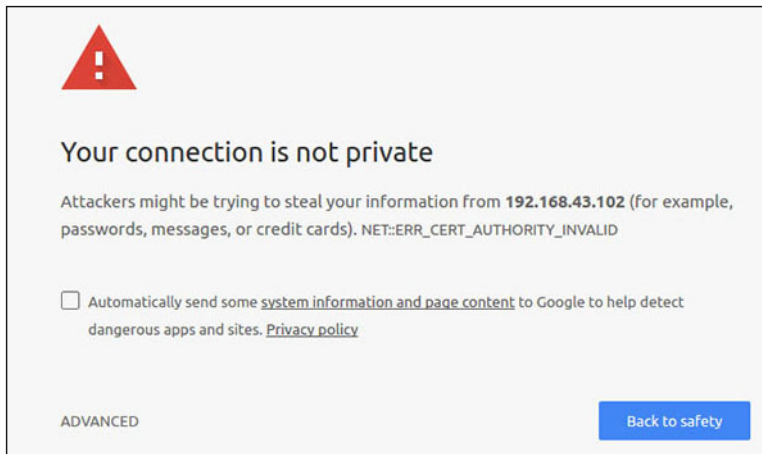 Your connection is not private
Attackers might be trying to steal your information from 192.168.43.102 (for example,
passwords, messages, or credit cards). NET::ERR_CERT_AUTHORITY_INVALID
Automatically send some system information and page content to Google to help detect
dangerous apps and sites. Privacy policy
ADVANCED
Back to safety